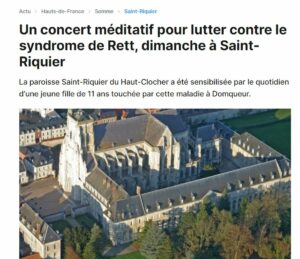 Actu › Hauts-de-France › Somme › Saint-Riquier
Un concert méditatif pour lutter contre le
syndrome de Rett, dimanche à Saint-
Riquier
La paroisse Saint-Riquier du Haut-Clocher a été sensibilisée par le quotidien
d'une jeune fille de 11 ans touchée par cette maladie à Domqueur.